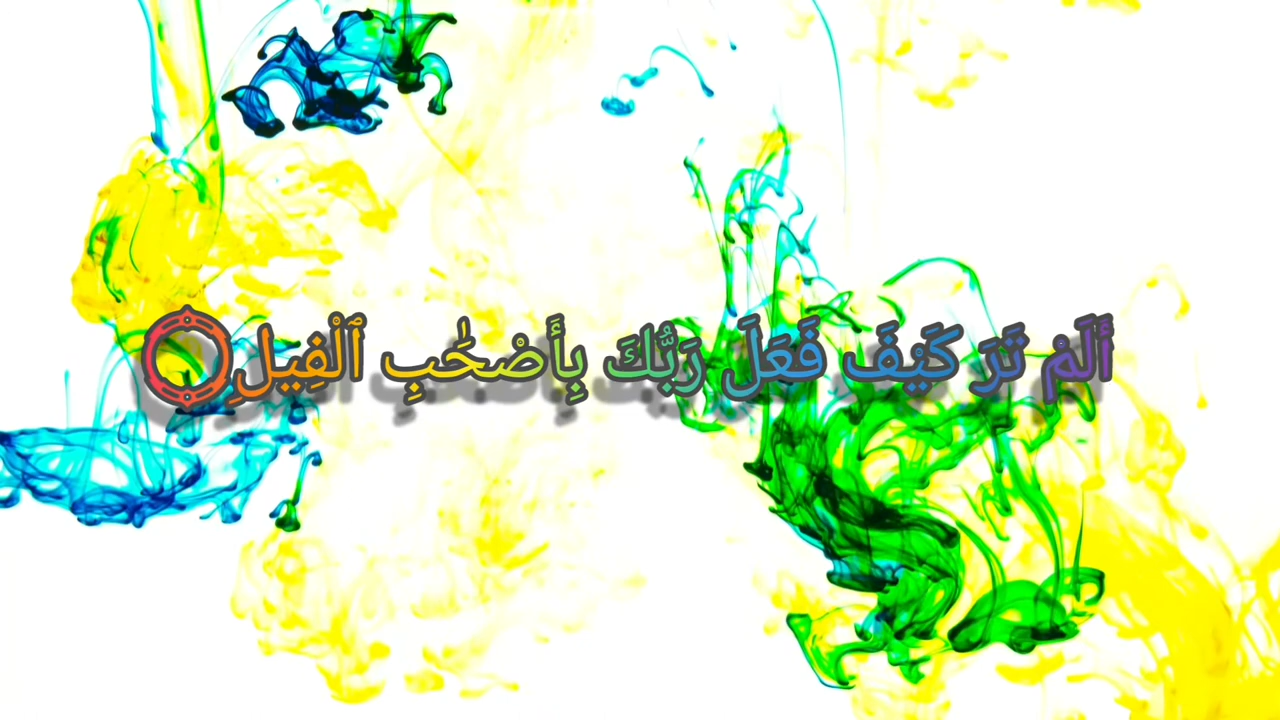 أَلَمْ تَرَ كَيْفَ فَعَلَ رَبُّكَ بِأَصْحَٰبِ ٱلْفِيلِ۝